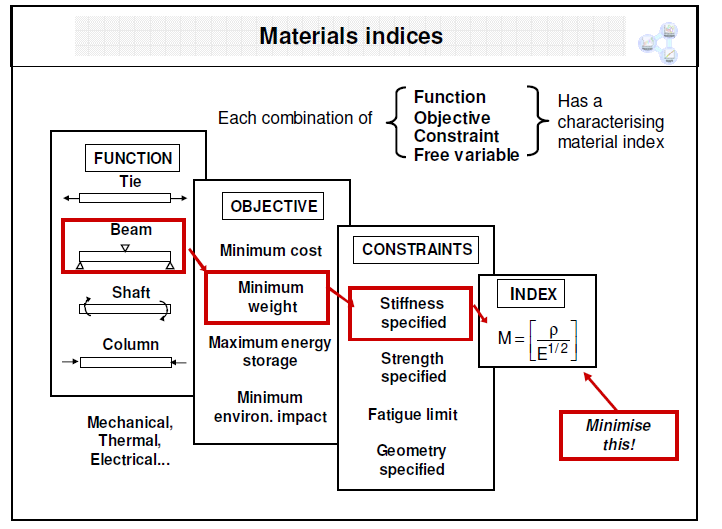 Materials indices
Each combination of
Function
Objective
Constraint
Free variable
Has a
characterising
material index
FUNCTION
Tie
Beam
Shaft
Column
Mechanical,
Thermal,
Electrical...
OBJECTIVE
Minimum cost
Minimum
weight
Maximum energy
storage
Minimum
environ. impact
CONSTRAINTS
Stiffness
specified
Strength
specified
Fatigue limit
Geometry
specified
INDEX
M = [ρ / E^1/2]
Minimise
this!